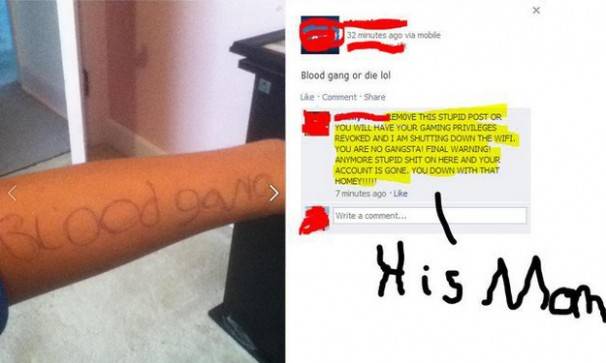 BLOOD gang
32 minutes ago via mobile
Blood gang or die lol
Like · Comment · Share
REMOVE THIS STUPID POST OR
YOU WILL HAVE YOUR GAMING PRIVILEGES
REVOKED AND I AM SHUTTING DOWN THE WIFI.
YOU ARE NO GANGSTA! FINAL WARNING!
ANYMORE STUPID SHIT ON HERE AND YOUR
ACCOUNT IS GONE. YOU DOWN WITH THAT
HOMEY!!!!!
7 minutes ago · Like
Write a comment...
His Mom